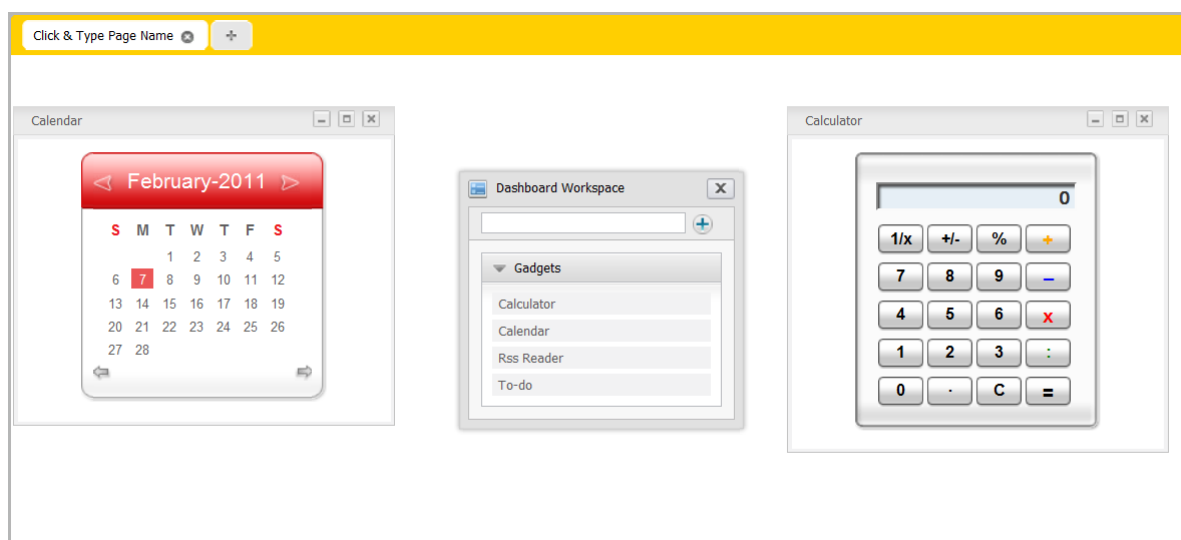 Click & Type Page Name
Calendar
February-2011
S M T W T F S
1 2 3 4 5
6 7 8 9 10 11 12
13 14 15 16 17 18 19
20 21 22 23 24 25 26
27 28
Dashboard Workspace
Gadgets
Calculator
Calendar
Rss Reader
To-do
Calculator
0
1/x +/- % +
7 8 9 −
4 5 6 x
1 2 3 :
0 · C =